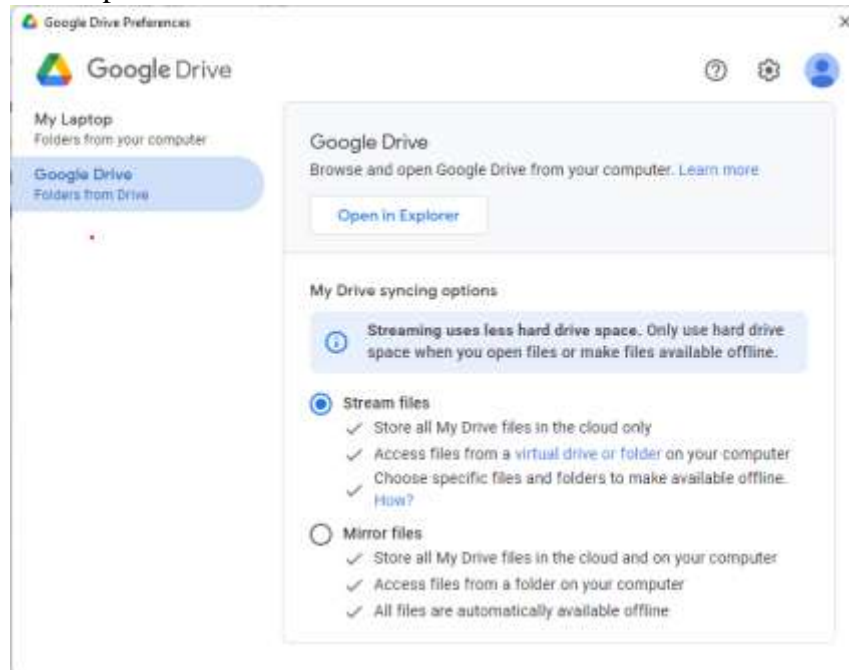 Google Drive Preferences
Google Drive
My Laptop
Folders from your computer
Google Drive
Folders from Drive
Google Drive
Browse and open Google Drive from your computer. Learn more
Open in Explorer
My Drive syncing options
Streaming uses less hard drive space. Only use hard drive
space when you open files or make files available offline.
Stream files
Store all My Drive files in the cloud only
Access files from a virtual drive or folder on your computer
Choose specific files and folders to make available offline.
How?
Mirror files
Store all My Drive files in the cloud and on your computer
Access files from a folder on your computer
All files are automatically available offline